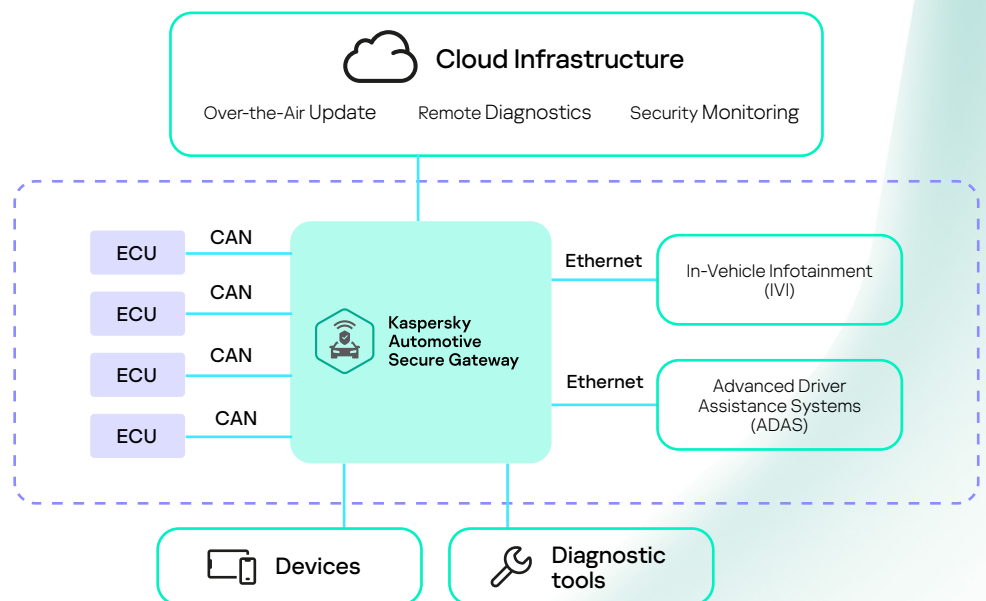 Cloud Infrastructure
Over-the-Air Update
Remote Diagnostics
Security Monitoring
ECU
CAN
ECU
CAN
ECU
CAN
ECU
CAN
Kaspersky
Automotive
Secure Gateway
Ethernet
In-Vehicle Infotainment
(IVI)
Ethernet
Advanced Driver
Assistance Systems
(ADAS)
Devices
Diagnostic
tools